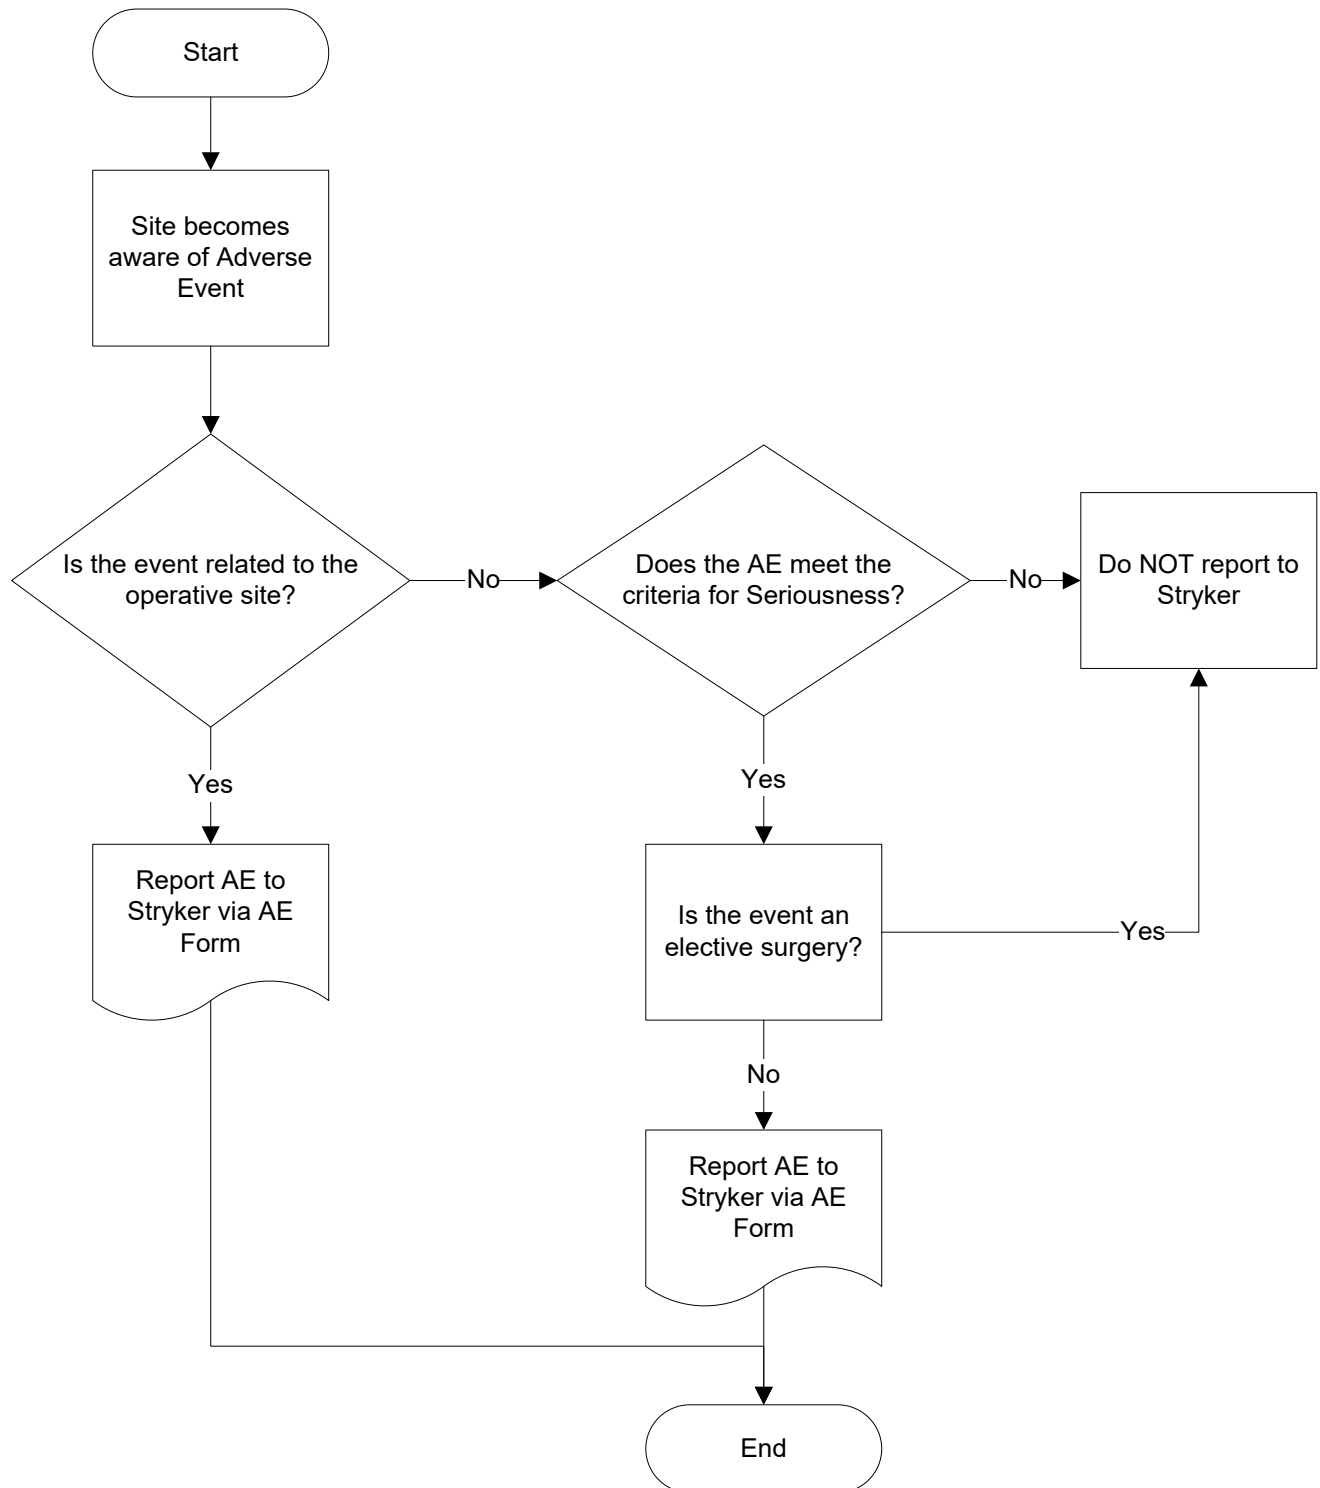 Start
Site becomes
aware of Adverse
Event
Is the event related to the
operative site?
No
Does the AE meet the
criteria for Seriousness?
No
Do NOT report to
Stryker
Yes
Report AE to
Stryker via AE
Form
Yes
Is the event an
elective surgery?
Yes
No
Report AE to
Stryker via AE
Form
End